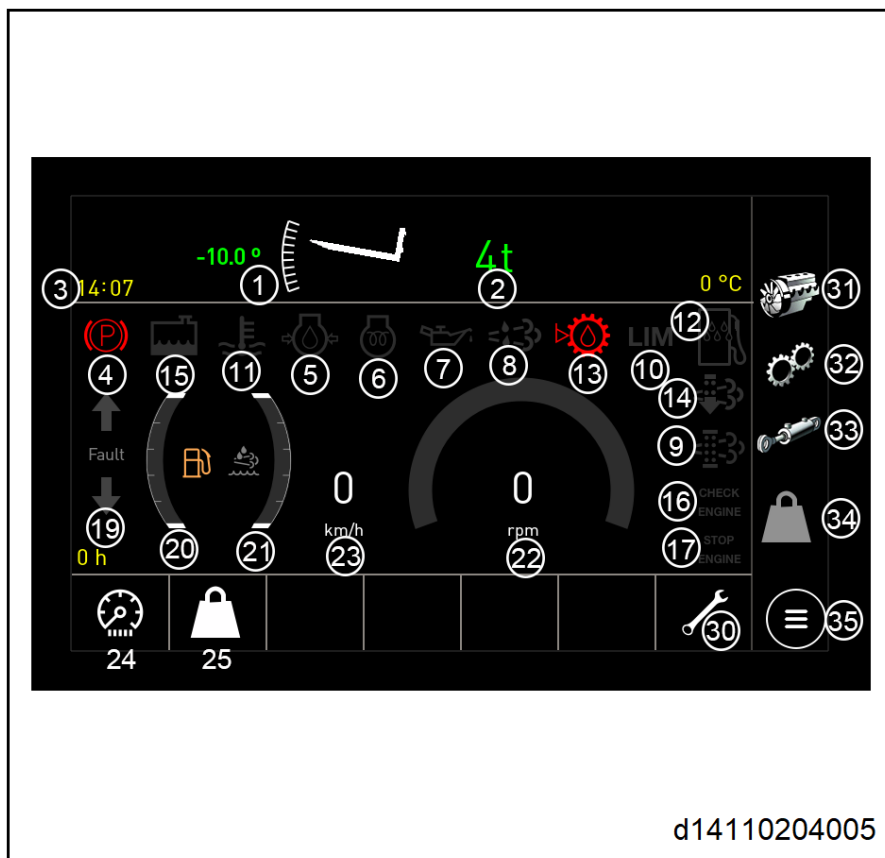 -10.0 º
4t
3 14:07
1
2
0 °C
31
(P)
LIM
12
4
15
11
5
6
7
8
13
10
14
32
Fault
9
33
0
0
16
CHECK
ENGINE
34
km/h
rpm
19
20
21
23
22
17
STOP
ENGINE
0 h
30
35
24
25
d14110204005